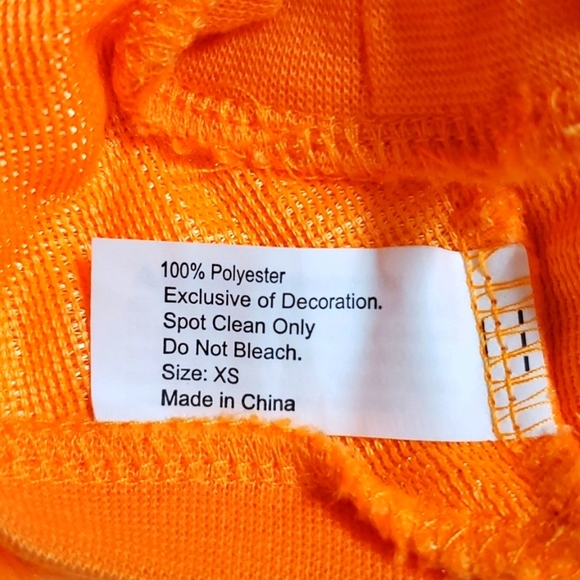 100% Polyester
Exclusive of Decoration.
Spot Clean Only
Do Not Bleach.
Size: XS
Made in China